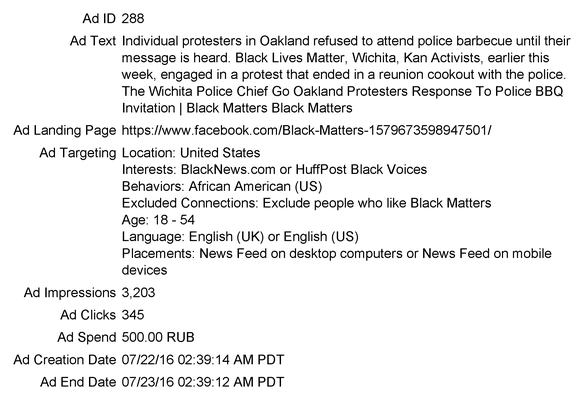 Ad ID 288
Ad Text Individual protesters in Oakland refused to attend police barbecue until their
message is heard. Black Lives Matter, Wichita, Kan Activists, earlier this
week, engaged in a protest that ended in a reunion cookout with the police.
The Wichita Police Chief Go Oakland Protesters Response To Police BBQ
Invitation | Black Matters Black Matters
Ad Landing Page https://www.facebook.com/Black-Matters-1579673598947501/
Ad Targeting Location: United States
Interests: BlackNews.com or HuffPost Black Voices
Behaviors: African American (US)
Excluded Connections: Exclude people who like Black Matters
Age: 18 - 54
Language: English (UK) or English (US)
Placements: News Feed on desktop computers or News Feed on mobile
devices
Ad Impressions 3,203
Ad Clicks 345
Ad Spend 500.00 RUB
Ad Creation Date 07/22/16 02:39:14 AM PDT
Ad End Date 07/23/16 02:39:12 AM PDT